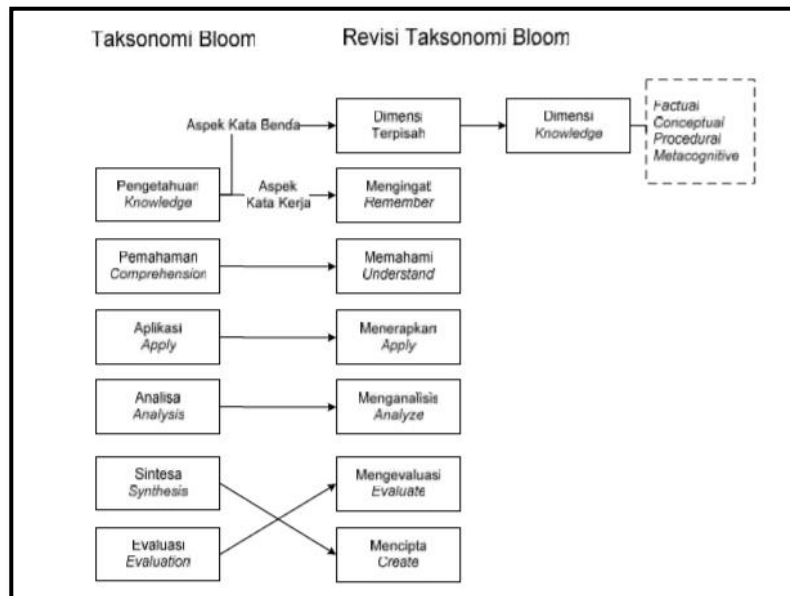 Taksonomi Bloom
Revisi Taksonomi Bloom
Aspek Kata Benda
Dimensi
Terpisah
Dimensi
Knowledge
Factual
Conceptual
Procedural
Metacognitive
Pengetahuan
Knowledge
Aspek
Kata Kerja
Mengingat
Remember
Pemahaman
Comprehension
Memahami
Understand
Aplikasi
Apply
Menerapkan
Apply
Analisa
Analysis
Menganalisis
Analyze
Sintesa
Synthesis
Mengevaluasi
Evaluate
Evaluasi
Evaluation
Mencipta
Create